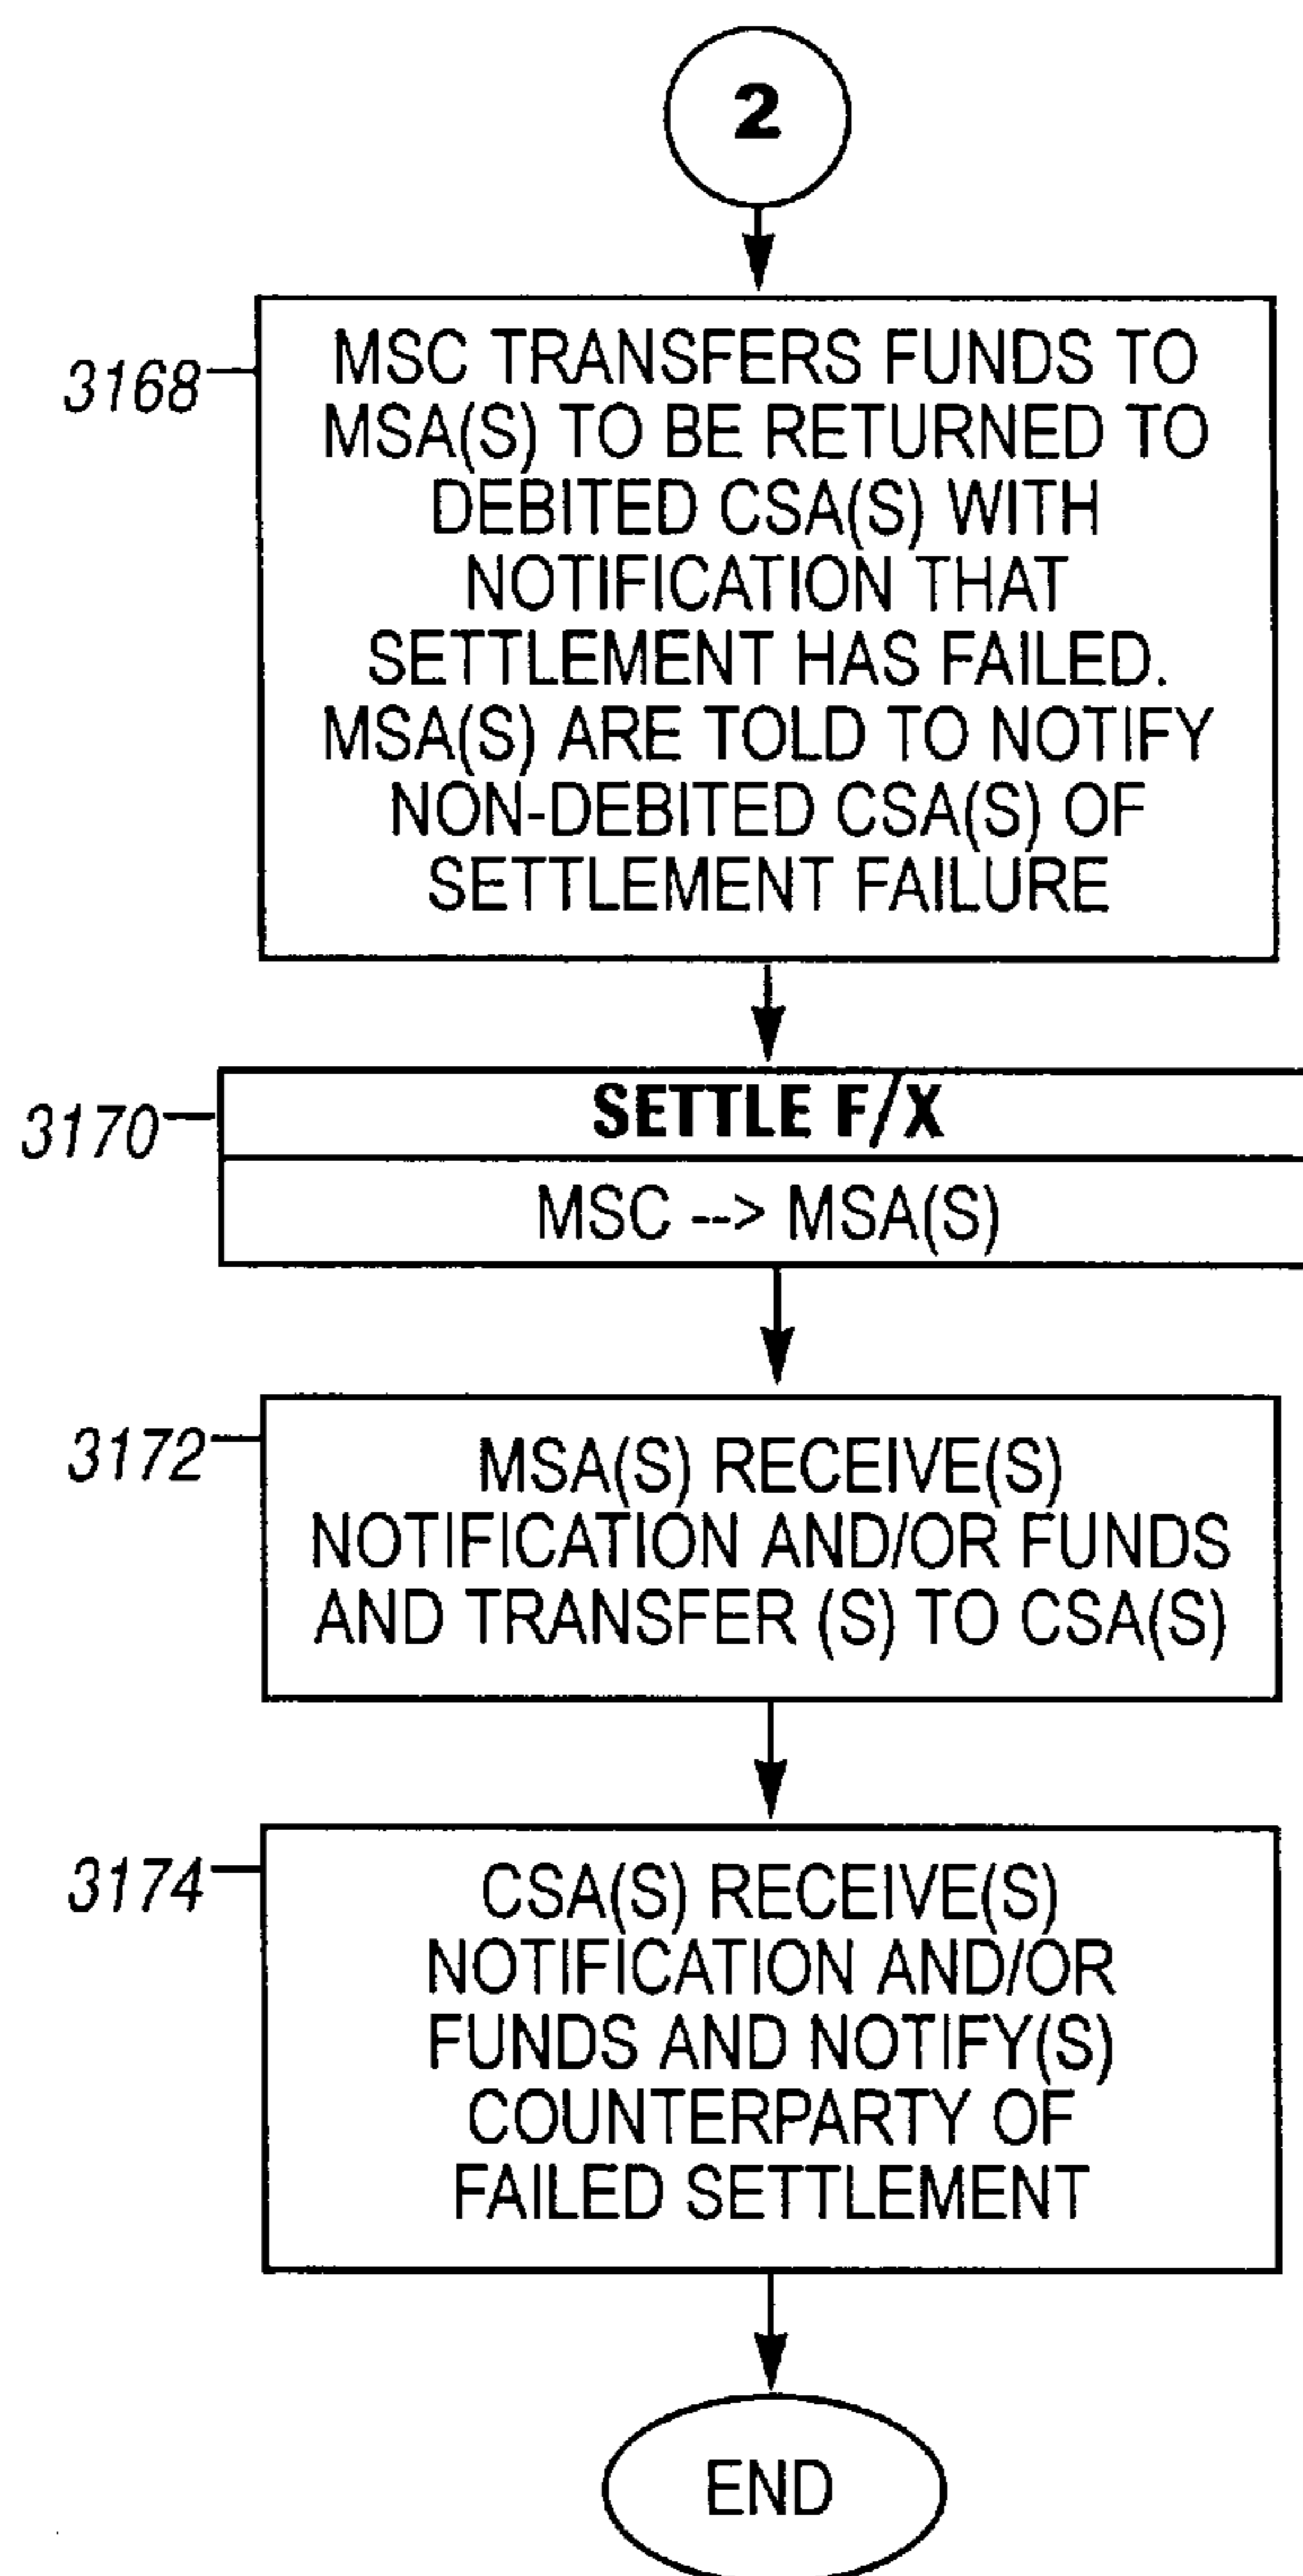 2
3168
MSC TRANSFERS FUNDS TO
MSA(S) TO BE RETURNED TO
DEBITED CSA(S) WITH
NOTIFICATION THAT
SETTLEMENT HAS FAILED.
MSA(S) ARE TOLD TO NOTIFY
NON-DEBITED CSA(S) OF
SETTLEMENT FAILURE
3170
SETTLE F/X
MSC --> MSA(S)
3172
MSA(S) RECEIVE(S)
NOTIFICATION AND/OR FUNDS
AND TRANSFER (S) TO CSA(S)
3174
CSA(S) RECEIVE(S)
NOTIFICATION AND/OR
FUNDS AND NOTIFY(S)
COUNTERPARTY OF
FAILED SETTLEMENT
END